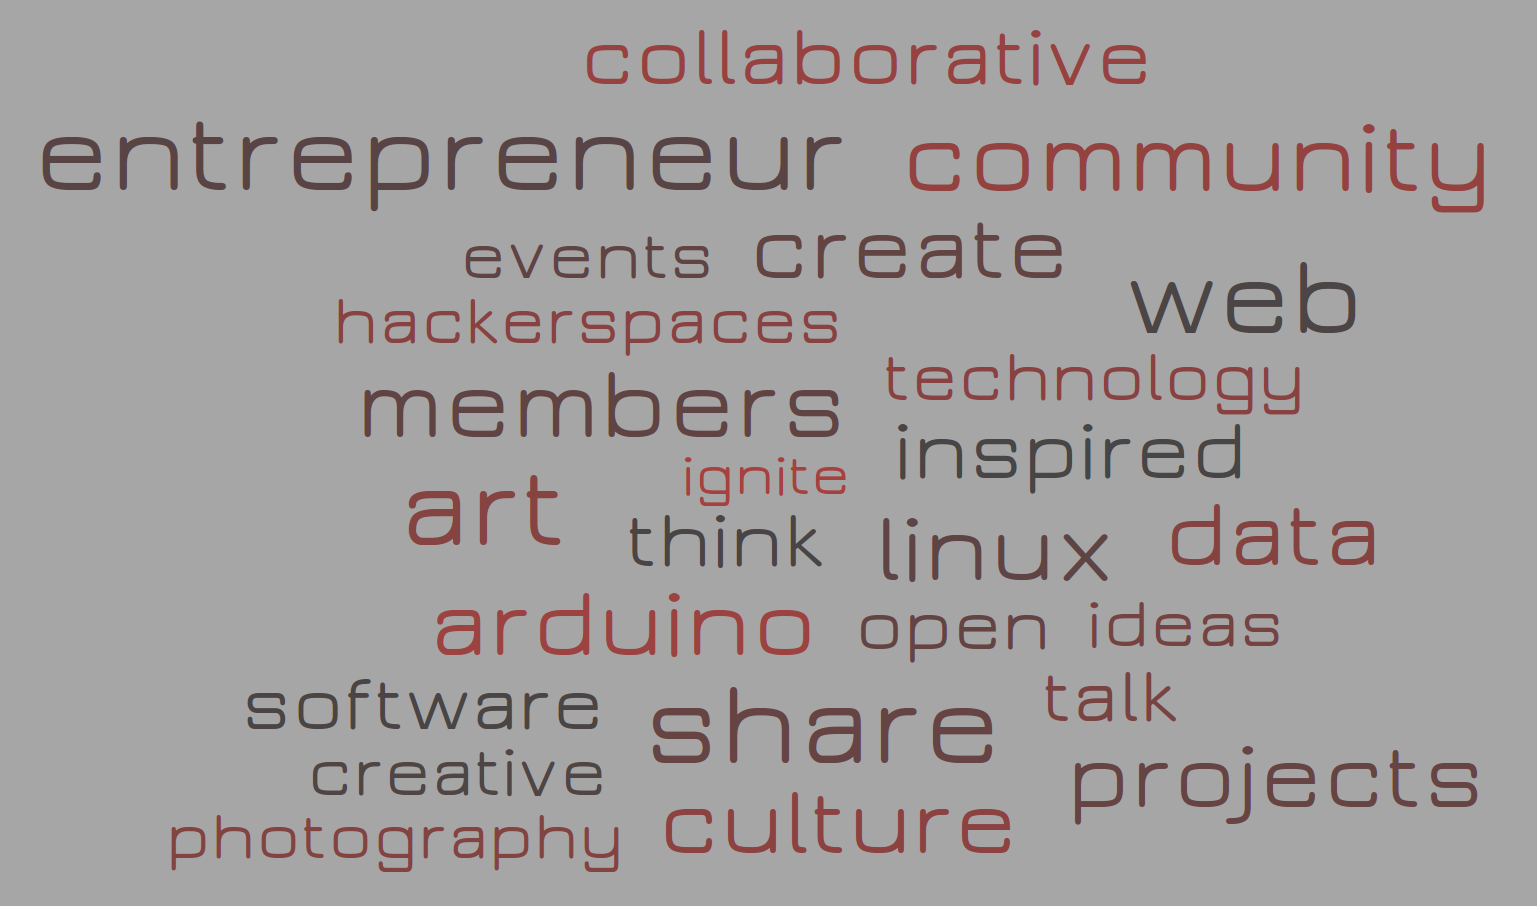 collaborative
entrepreneur community
events create
web
hackerspaces
technology
members
inspired
ignite
art
think linux data
arduino open ideas
software share talk
creative projects
photography culture